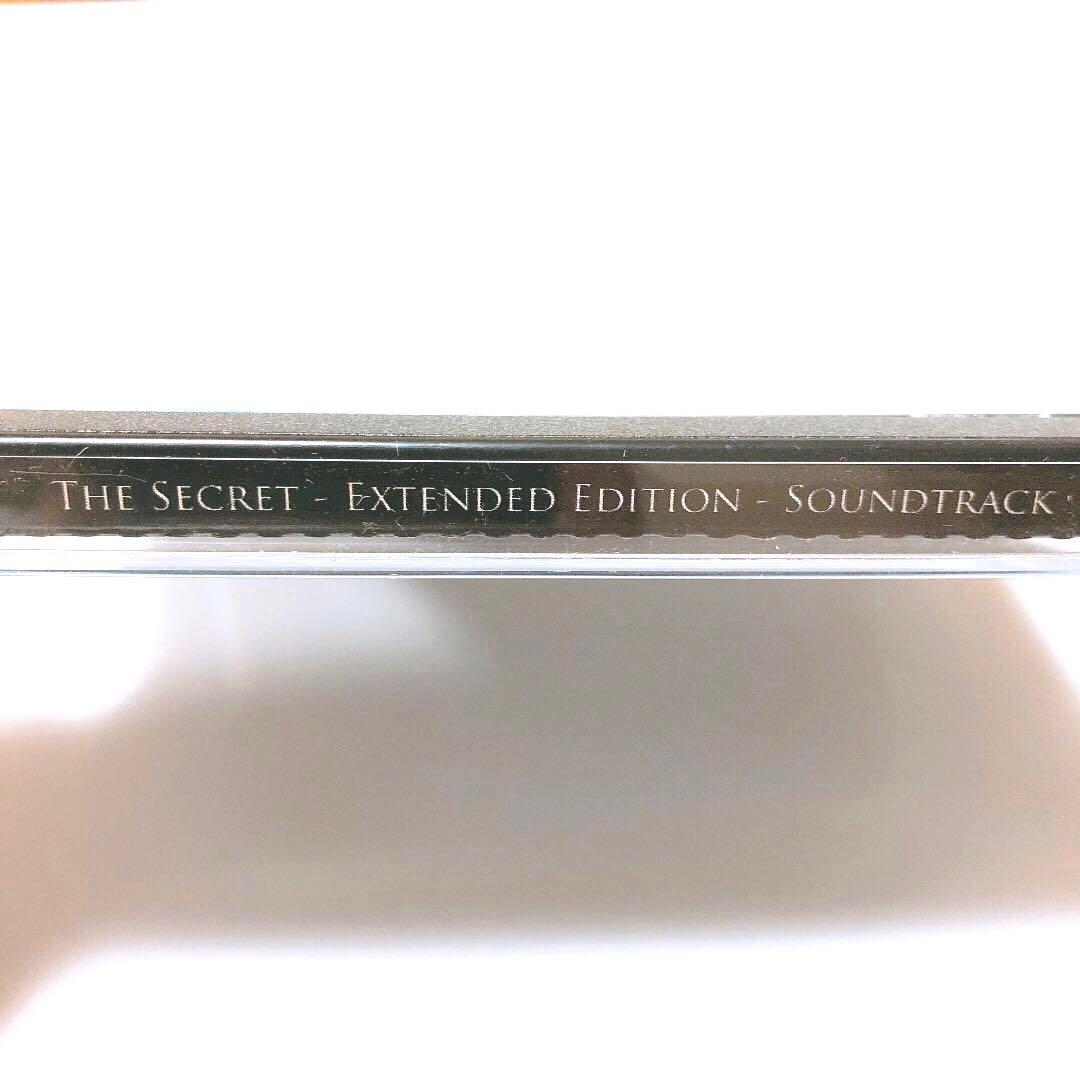 THE SECRET - EXTENDED EDITION - SOUNDTRACK